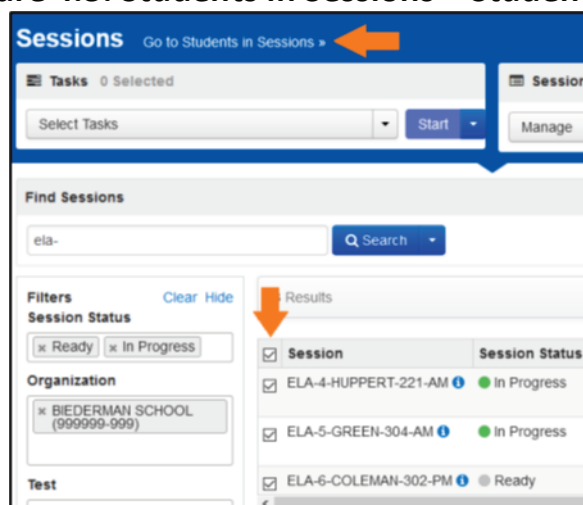 Sessions Go to Students in Sessions »
Tasks 0 Selected
Session
Select Tasks
Start
Manage
Find Sessions
ela-
Search
Filters Clear Hide
Results
Session Status
× Ready × In Progress
Session Session Status
Organization
ELA-4-HUPPERT-221-AM In Progress
× BIEDERMAN SCHOOL
(999999-999)
ELA-5-GREEN-304-AM In Progress
Test
ELA-6-COLEMAN-302-PM Ready